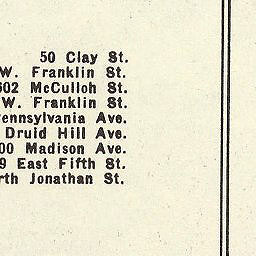 50 Clay St.
W. Franklin St.
602 McCulloh St.
W. Franklin St.
ennsylvania Ave.
Druid Hill Ave.
00 Madison Ave.
9 East Fifth St.
rth Jonathan St.